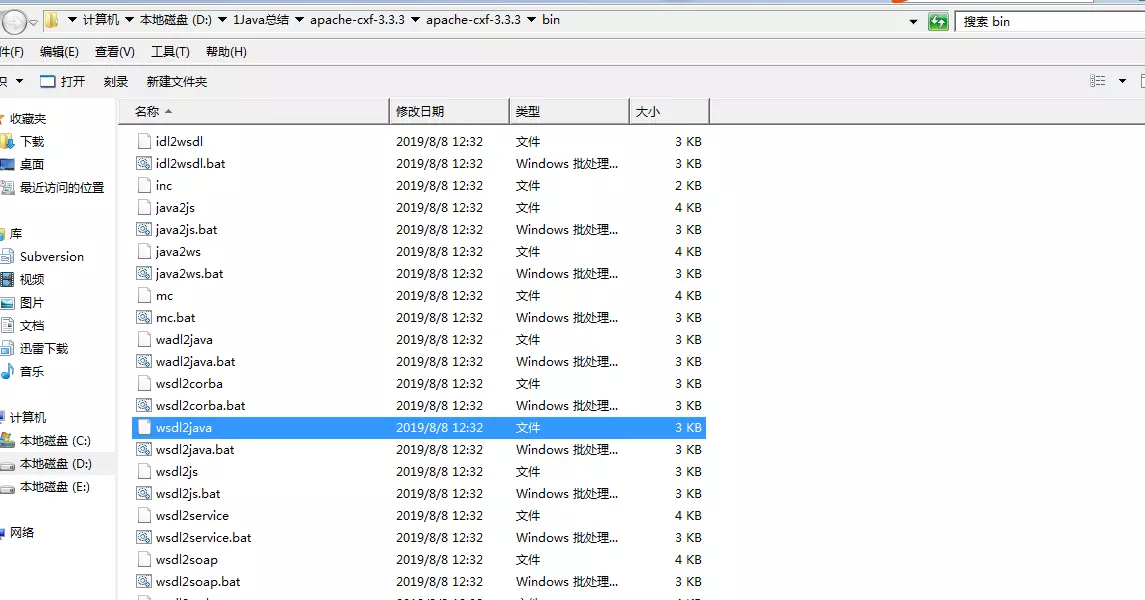 计算机 本地磁盘 (D:) 1Java总结 apache-cxf-3.3.3 apache-cxf-3.3.3 bin 搜索 bin
件(F) 编辑(E) 查看(V) 工具(T) 帮助(H)
打开 刻录 新建文件夹
名称 修改日期 类型 大小
收藏夹
下载
桌面
最近访问的位置
库
Subversion
视频
图片
文档
迅雷下载
音乐
计算机
本地磁盘 (C:)
本地磁盘 (D:)
本地磁盘 (E:)
网络
idl2wsdl 2019/8/8 12:32 文件 3 KB
idl2wsdl.bat 2019/8/8 12:32 Windows 批处理... 3 KB
inc 2019/8/8 12:32 文件 2 KB
java2js 2019/8/8 12:32 文件 4 KB
java2js.bat 2019/8/8 12:32 Windows 批处理... 3 KB
java2ws 2019/8/8 12:32 文件 4 KB
java2ws.bat 2019/8/8 12:32 Windows 批处理... 3 KB
mc 2019/8/8 12:32 文件 4 KB
mc.bat 2019/8/8 12:32 Windows 批处理... 3 KB
wadl2java 2019/8/8 12:32 文件 3 KB
wadl2java.bat 2019/8/8 12:32 Windows 批处理... 3 KB
wsdl2corba 2019/8/8 12:32 文件 3 KB
wsdl2corba.bat 2019/8/8 12:32 Windows 批处理... 3 KB
wsdl2java 2019/8/8 12:32 文件 3 KB
wsdl2java.bat 2019/8/8 12:32 Windows 批处理... 3 KB
wsdl2js 2019/8/8 12:32 文件 3 KB
wsdl2js.bat 2019/8/8 12:32 Windows 批处理... 3 KB
wsdl2service 2019/8/8 12:32 文件 4 KB
wsdl2service.bat 2019/8/8 12:32 Windows 批处理... 3 KB
wsdl2soap 2019/8/8 12:32 文件 4 KB
wsdl2soap.bat 2019/8/8 12:32 Windows 批处理... 3 KB